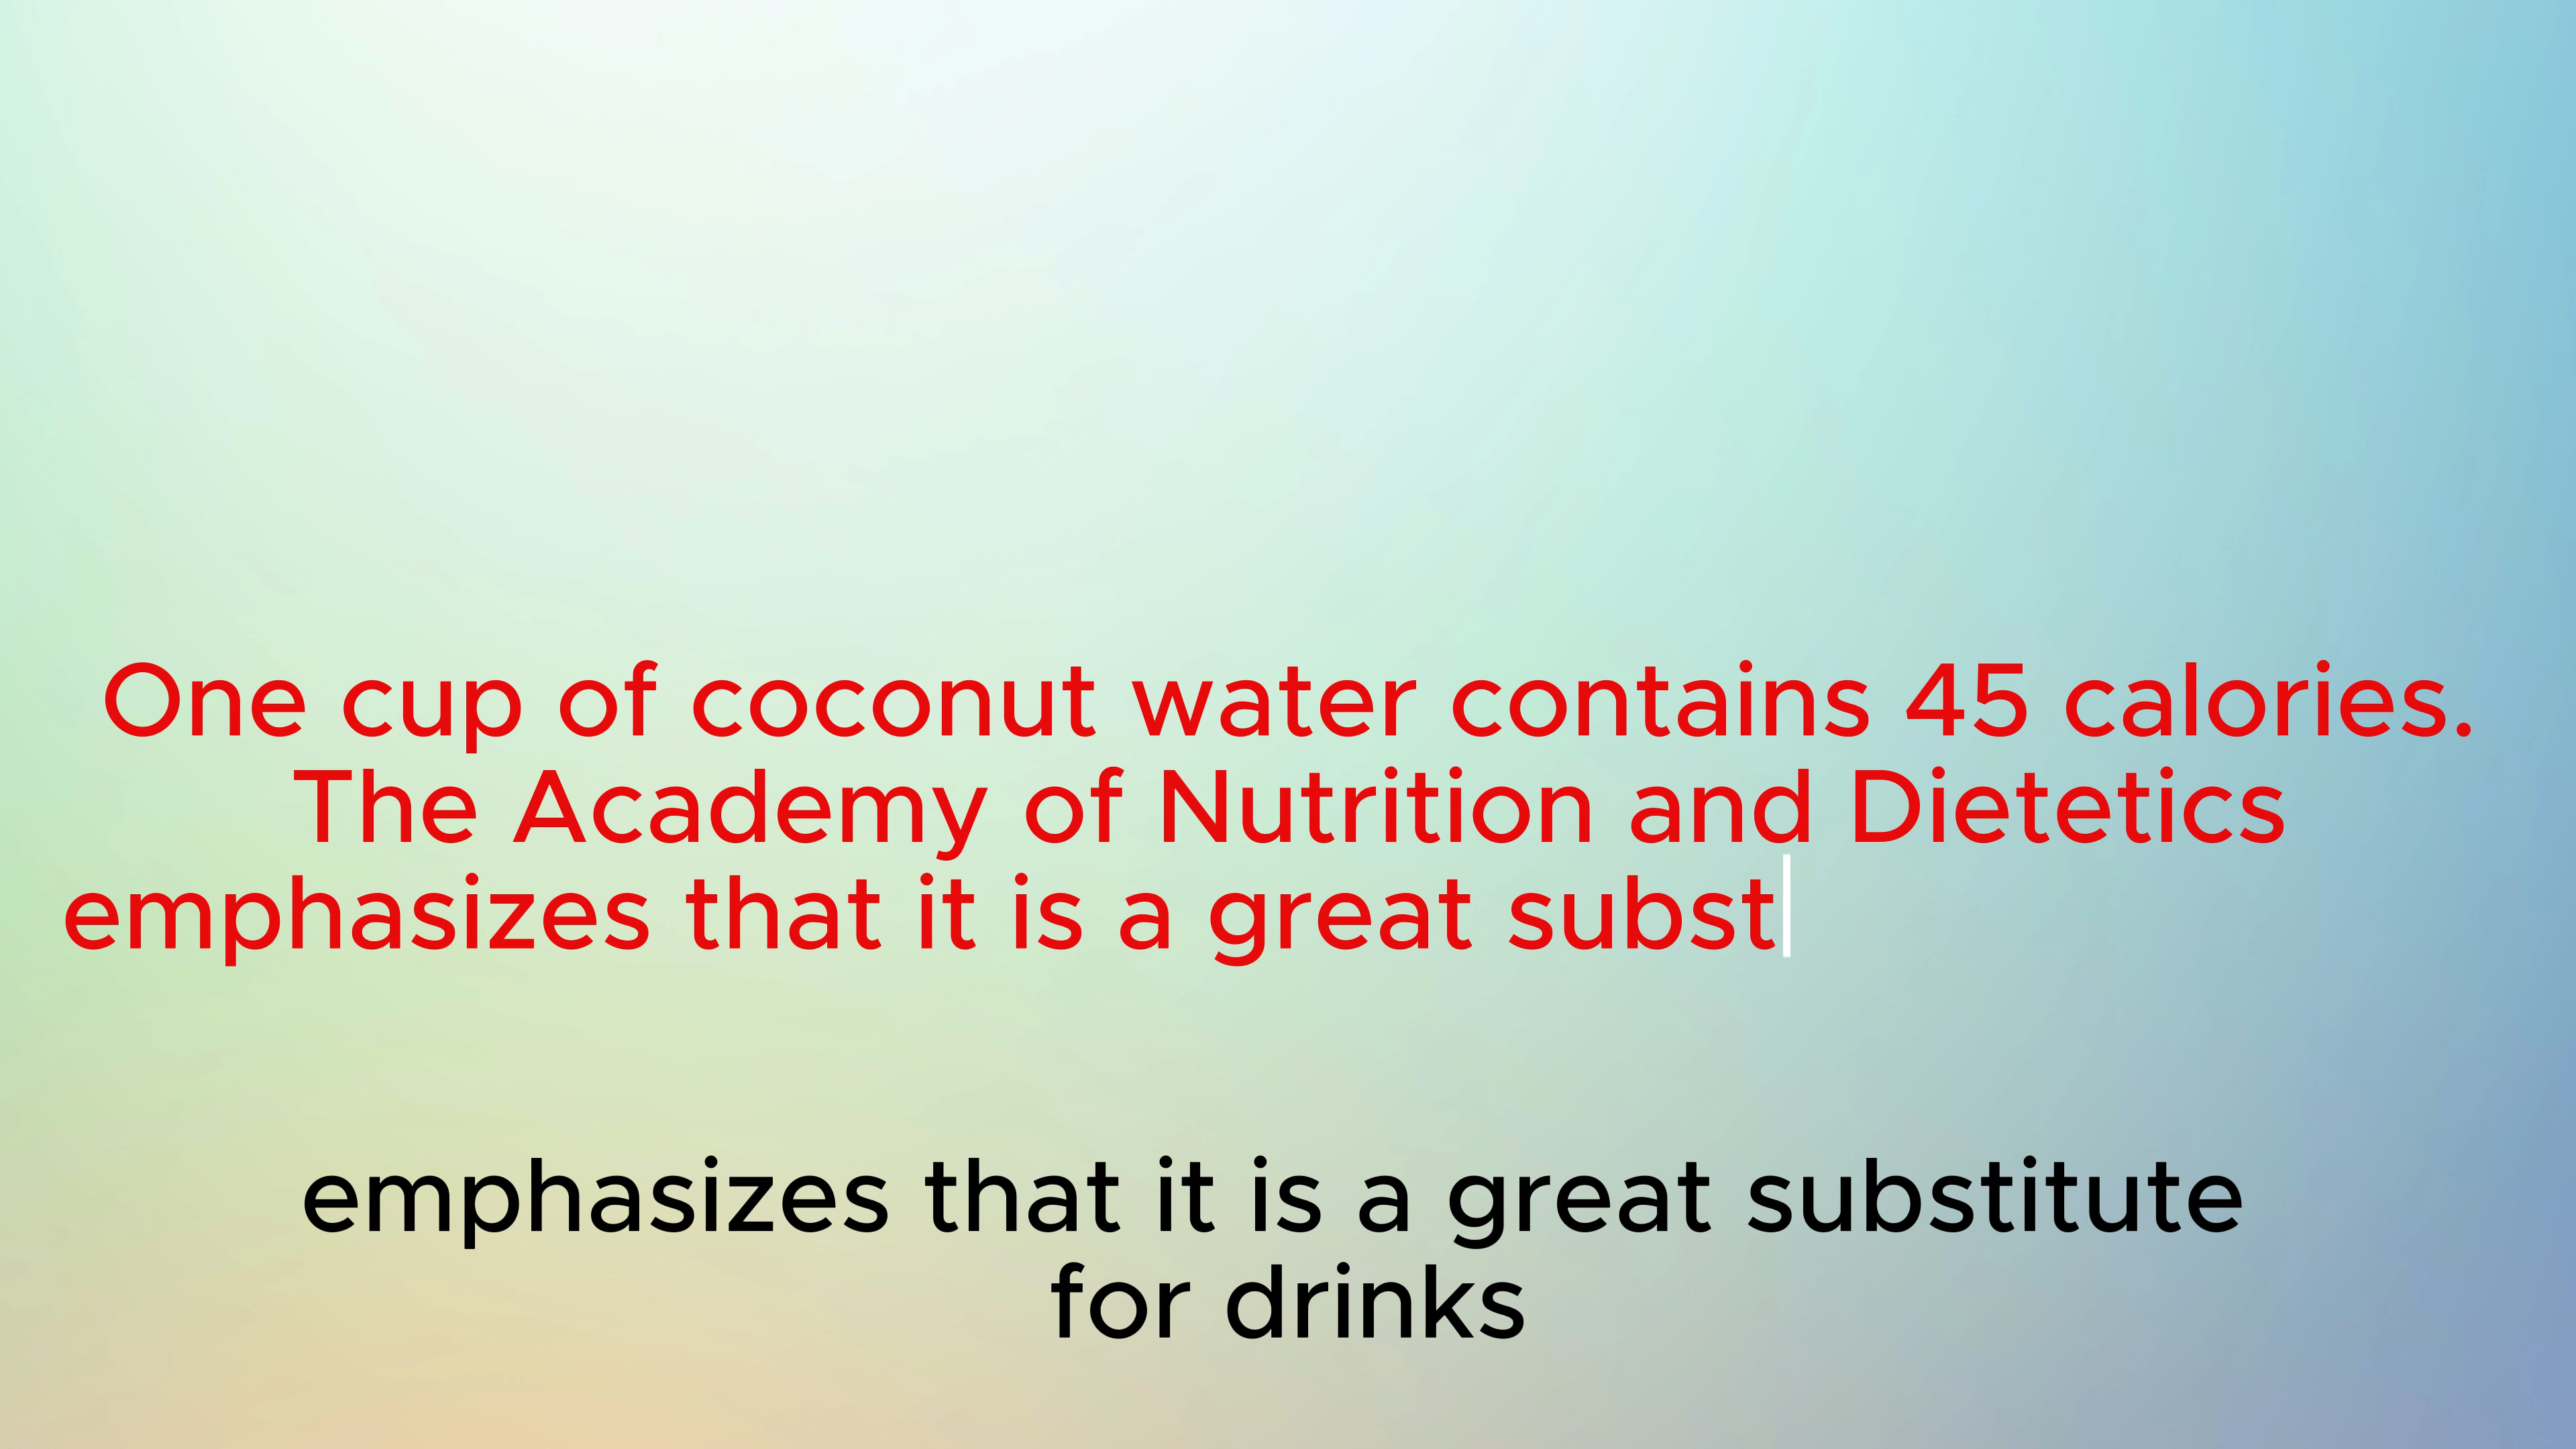 One cup of coconut water contains 45 calories.
The Academy of Nutrition and Dietetics
emphasizes that it is a great subst
emphasizes that it is a great substitute
for drinks